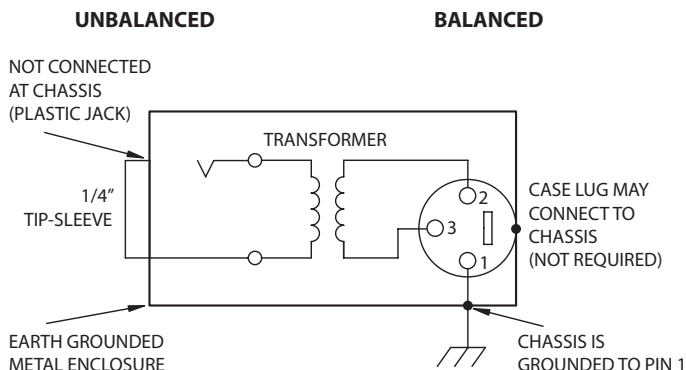 UNBALANCED
BALANCED
NOT CONNECTED
AT CHASSIS
(PLASTIC JACK)
TRANSFORMER
1/4”
TIP-SLEEVE
2
3
1
CASE LUG MAY
CONNECT TO
CHASSIS
(NOT REQUIRED)
EARTH GROUNDED
METAL ENCLOSURE
CHASSIS IS
GROUNDED TO PIN 1